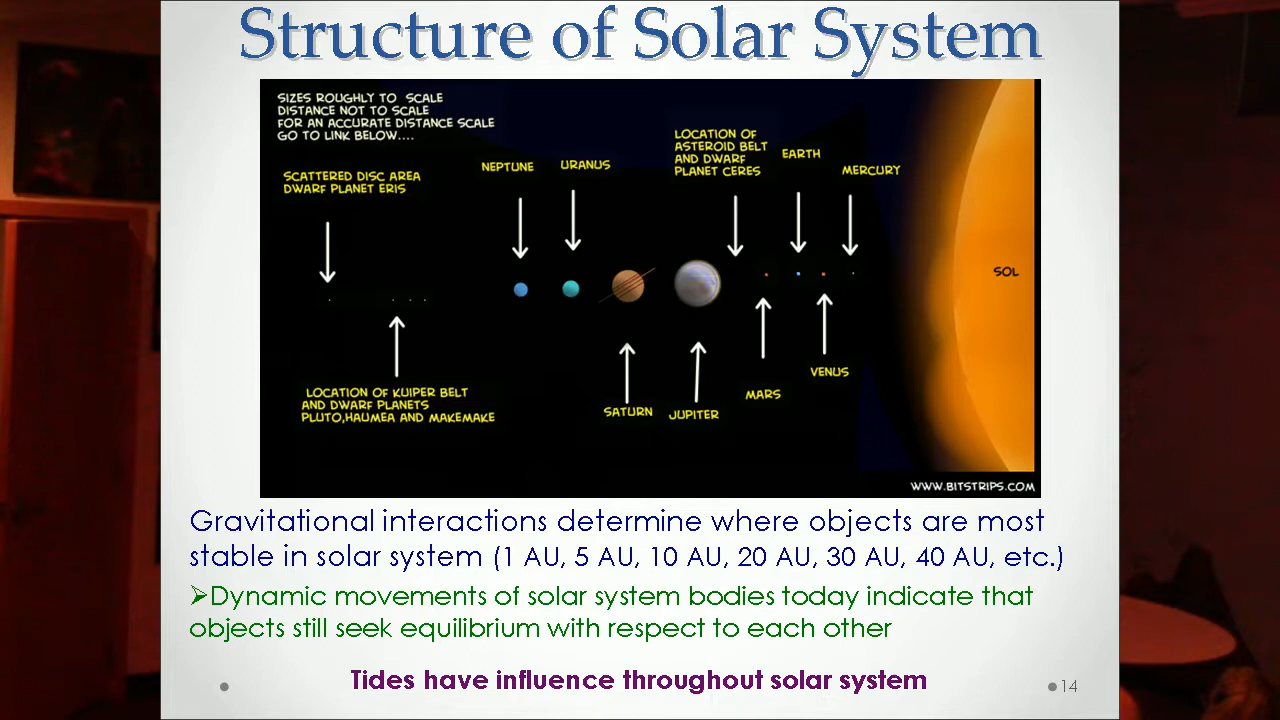 Structure of Solar System
SIZES ROUGHLY TO SCALE
DISTANCE NOT TO SCALE
FOR AN ACCURATE DISTANCE SCALE
GO TO LINK BELOW....
SCATTERED DISC AREA
DWARF PLANET ERIS
NEPTUNE
URANUS
LOCATION OF
ASTEROID BELT
AND DWARF
PLANET CERES
EARTH
MERCURY
SOL
LOCATION OF KUIPER BELT
AND DWARF PLANETS
PLUTO,HAUMEA AND MAKEMAKE
SATURN
JUPITER
MARS
VENUS
WWW.BITSTRIPS.COM
Gravitational interactions determine where objects are most
stable in solar system (1 AU, 5 AU, 10 AU, 20 AU, 30 AU, 40 AU, etc.)
➢Dynamic movements of solar system bodies today indicate that
objects still seek equilibrium with respect to each other
Tides have influence throughout solar system
14